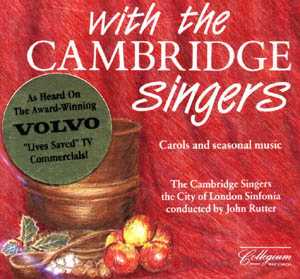 with the
CAMBRIDGE
singers
As Heard On
The Award-Winning
VOLVO
"Lives Saved" TV
Commercials!
Carols and seasonal music
The Cambridge Singers
the City of London Sinfonia
conducted by John Rutter
Collegium
RECORDS